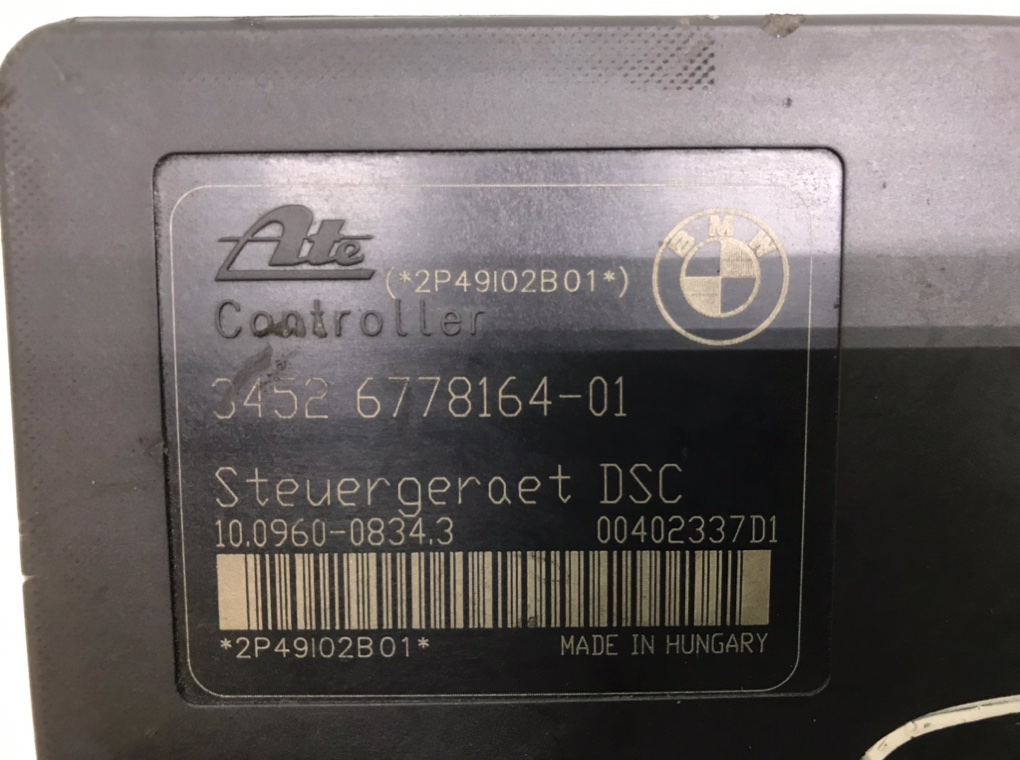 Ate
BMW
(*2P49I02B01*)
Controller
3452 6778164-01
Steuergeraet DSC
10.0960-0834.3 00402337D1
*2P49I02B01* MADE IN HUNGARY